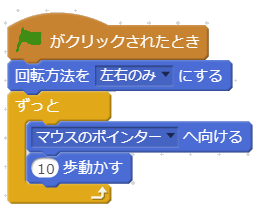 がクリックされたとき
回転方法を 左右のみ にする
ずっと
マウスのポインター へ向ける
10 歩動かす